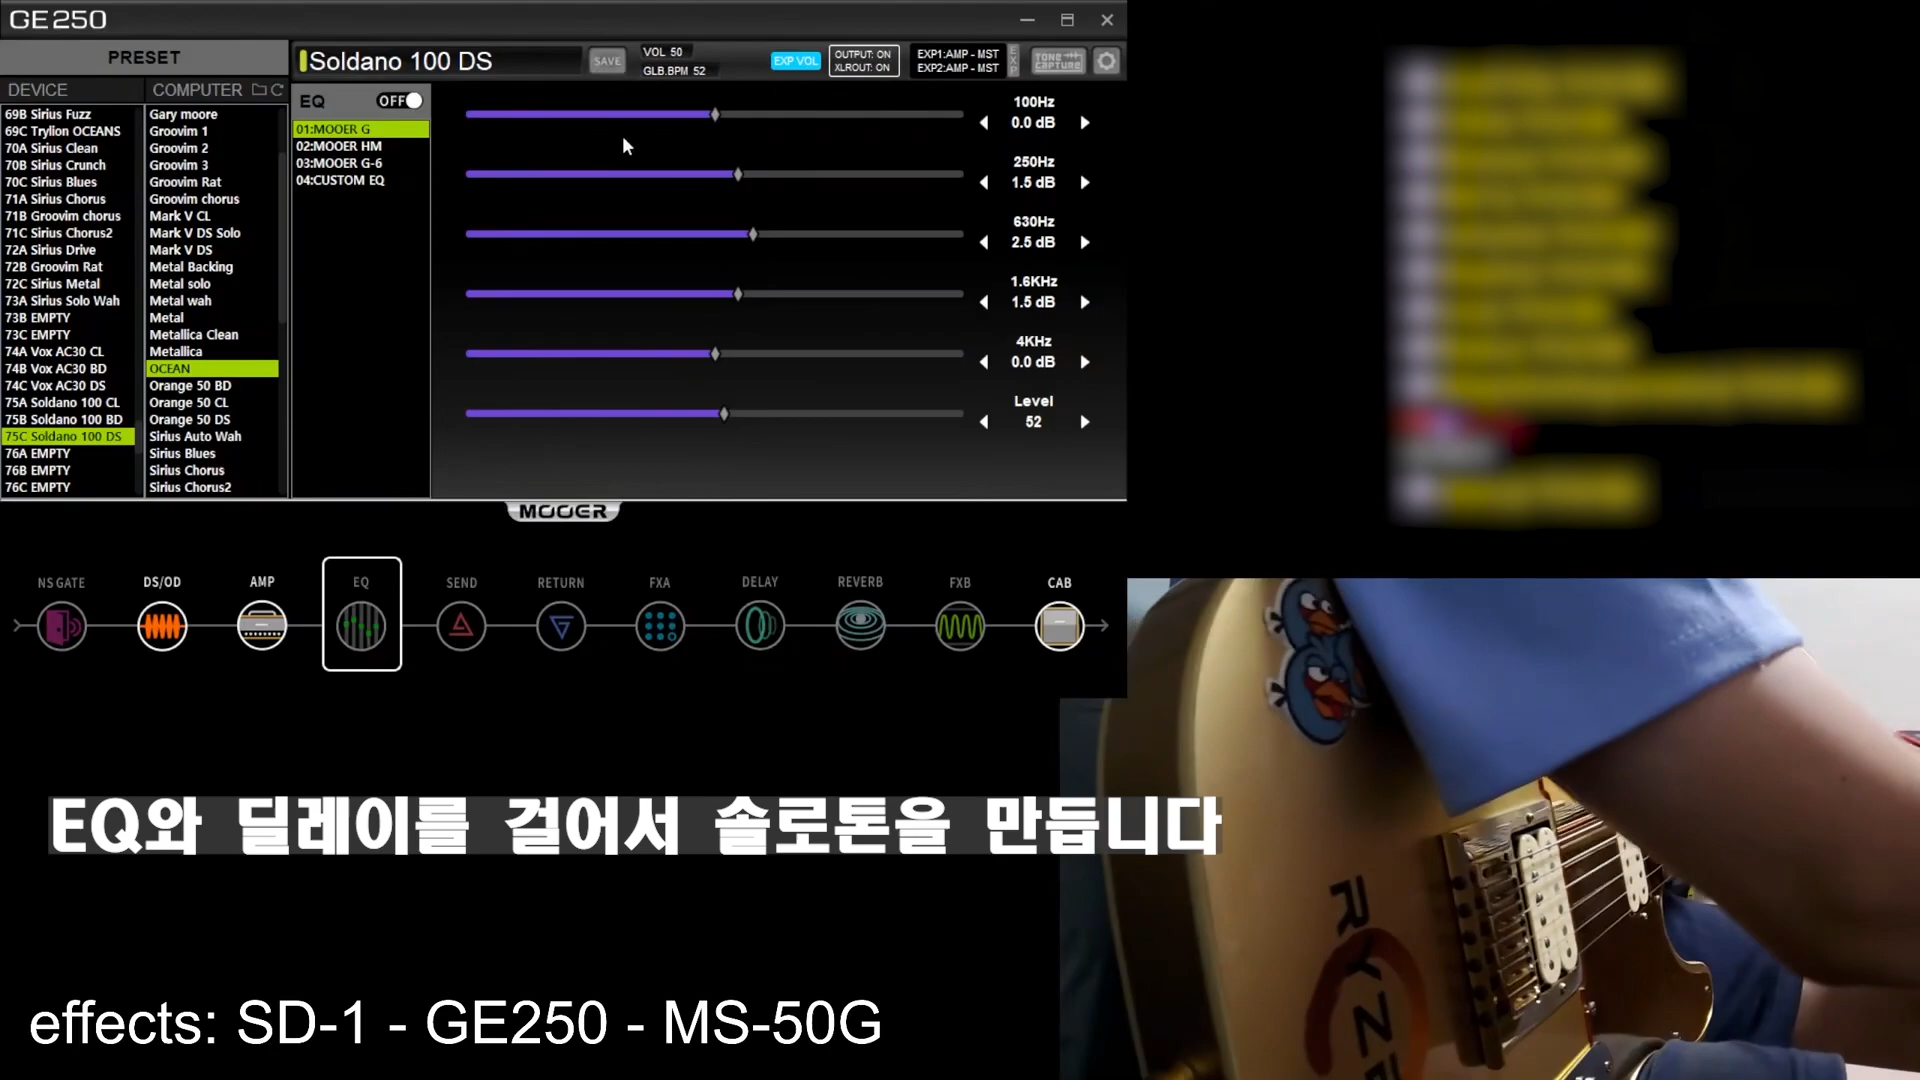 GE250
PRESET
DEVICE
69B Sirius Fuzz
69C Trylion OCEANS
70A Sirius Clean
70B Sirius Crunch
70C Sirius Blues
71A Sirius Chorus
71B Groovim chorus
71C Sirius Chorus2
72A Sirius Drive
72B Groovim Rat
72C Sirius Metal
73A Sirius Solo Wah
73B EMPTY
73C EMPTY
74A Vox AC30 CL
74B Vox AC30 BD
74C Vox AC30 DS
75A Soldano 100 CL
75B Soldano 100 BD
75C Soldano 100 DS
76A EMPTY
76B EMPTY
76C EMPTY
COMPUTER
Gary moore
Groovim 1
Groovim 2
Groovim 3
Groovim Rat
Groovim chorus
Mark V CL
Mark V DS Solo
Mark V DS
Metal Backing
Metal solo
Metal wah
Metal
Metallica Clean
Metallica
OCEAN
Orange 50 BD
Orange 50 CL
Orange 50 DS
Sirius Auto Wah
Sirius Blues
Sirius Chorus
Sirius Chorus2
Soldano 100 DS
SAVE
VOL 50
GLB.BPM 52
EXP VOL
OUTPUT: ON
XLROUT: ON
EXP1:AMP - MST
EXP2:AMP - MST
EXP
TONE
CAPTURE
EQ OFF
01:MOOER G
02:MOOER HM
03:MOOER G-6
04:CUSTOM EQ
100Hz
0.0 dB
250Hz
1.5 dB
630Hz
2.5 dB
1.6KHz
1.5 dB
4KHz
0.0 dB
Level
52
MOOER
NS GATE DS/OD AMP EQ SEND RETURN FXA DELAY REVERB FXB CAB
EQ와 딜레이를 걸어서 솔로톤을 만듭니다
effects: SD-1 - GE250 - MS-50G